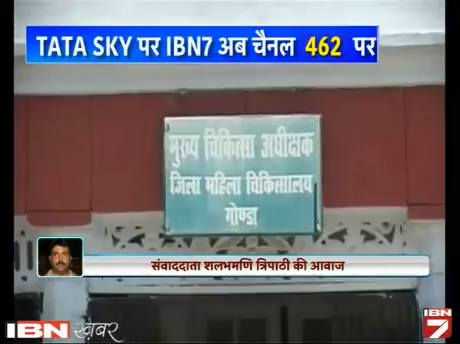 TATA SKY पर IBN7 अब चैनल 462 पर
मुख्य चिकित्सा अधीक्षक
जिला महिला चिकित्सालय
गोण्डा
संवाददाता शलभमणि त्रिपाठी की आवाज
IBN ख़बर
IBN
7